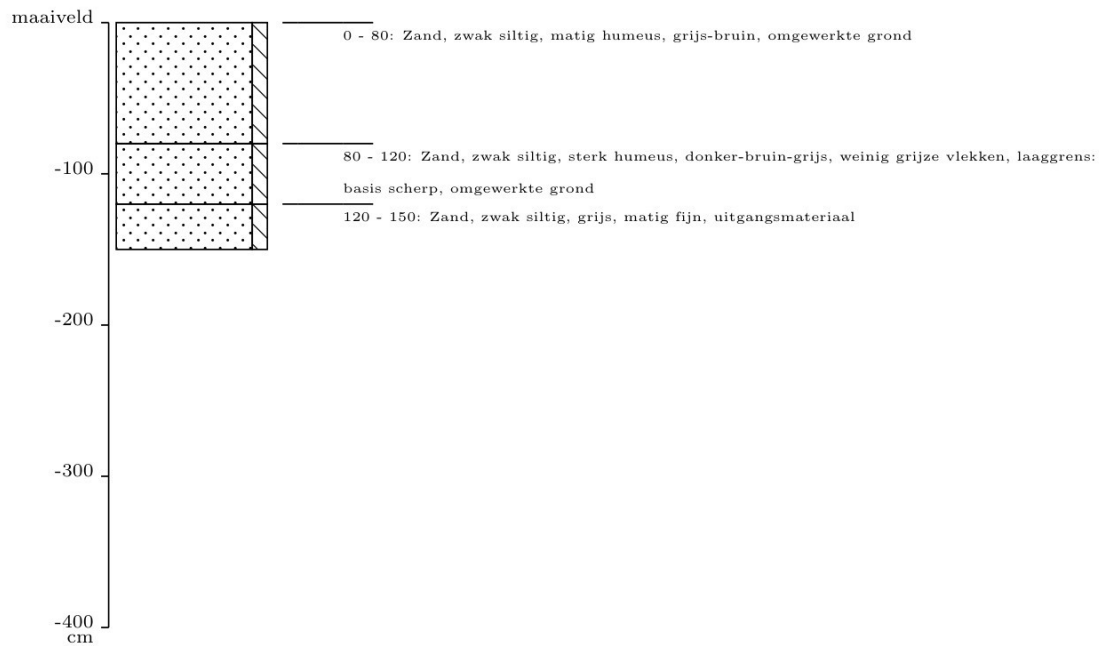 maaiveld
0 - 80: Zand, zwak siltig, matig humeus, grijs-bruin, omgewerkte grond
80 - 120: Zand, zwak siltig, sterk humeus, donker-bruin-grijs, weinig grijze vlekken, laaggrens:
-100
basis scherp, omgewerkte grond
120 - 150: Zand, zwak siltig, grijs, matig fijn, uitgangsmateriaal
-200
-300
-400
cm